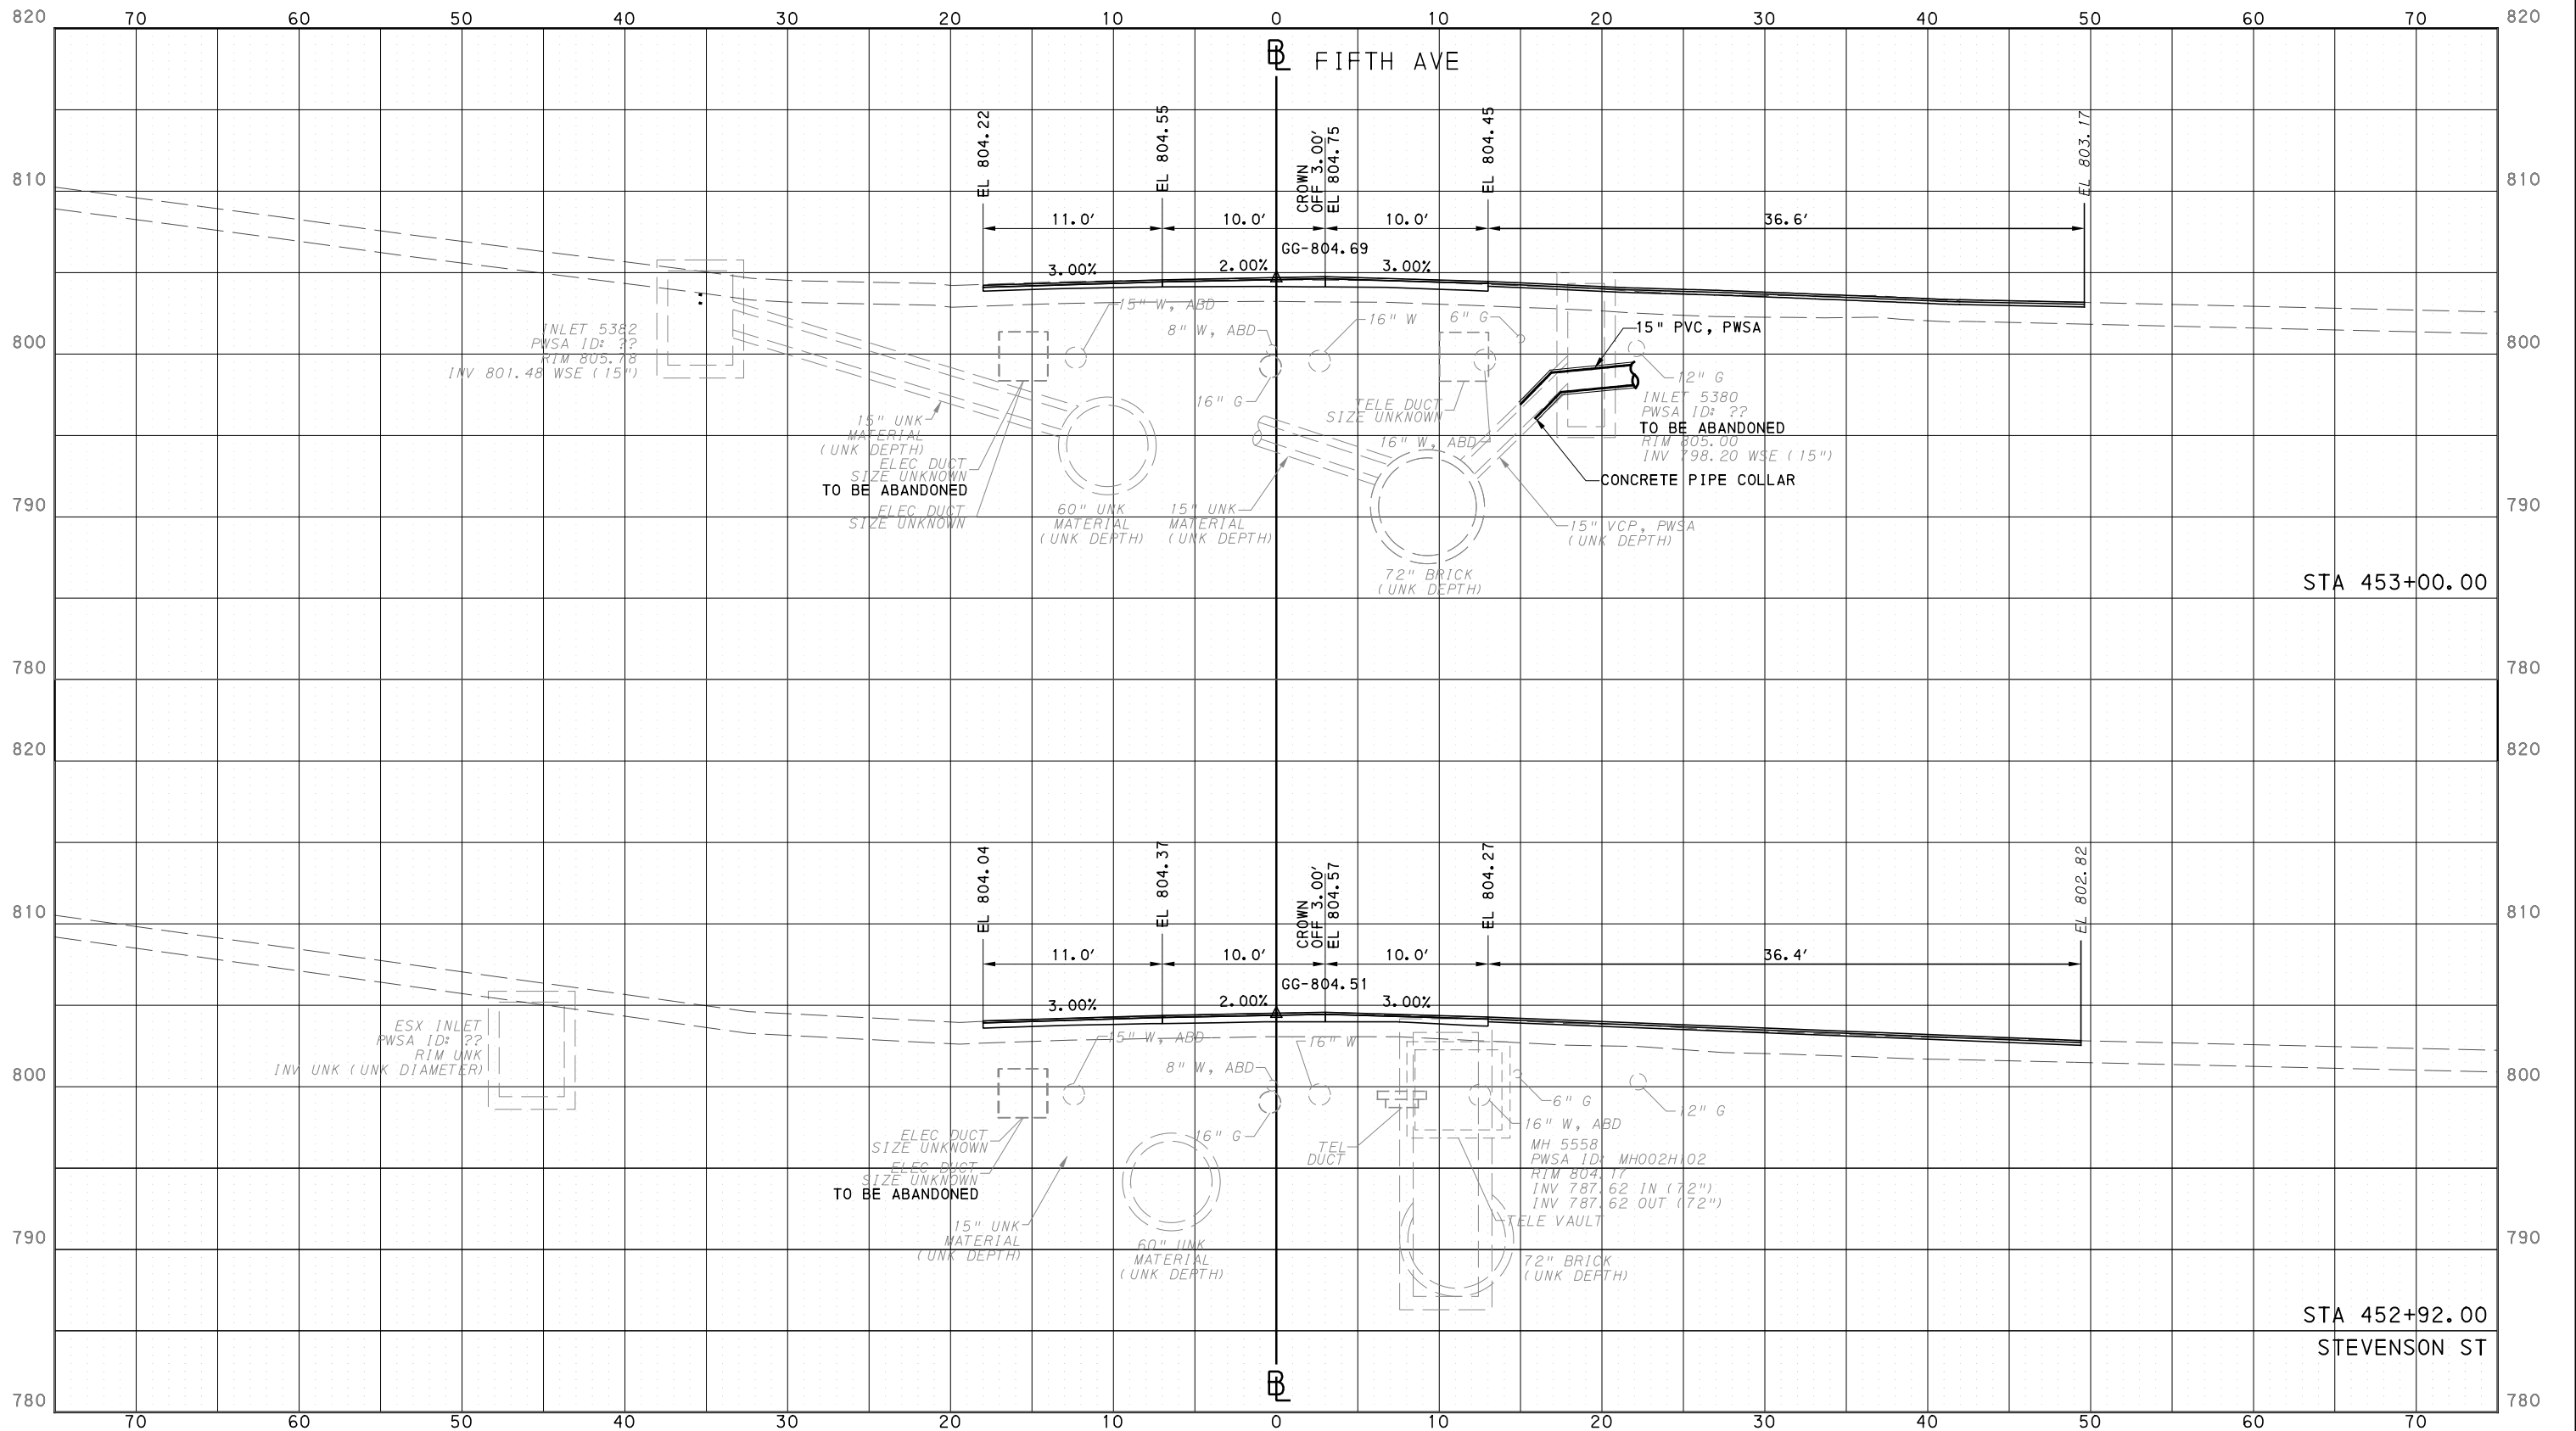 70 60 50 40 30 20 10 0 10 20 30 40 50 60 70
820 820
BL FIFTH AVE
EL 804.22
EL 804.55
CROWN
OFF 3.00'
EL 804.75
EL 804.45
EL 803.17
810 810
11.0' 10.0' 10.0' 36.6'
GG-804.69
3.00% 2.00% 3.00%
15" W, ABD
8" W, ABD
16" W
6" G
15" PVC, PWSA
INLET 5382
PWSA ID: ??
RIM 805.78
INV 801.48 WSE (15")
800 800
16" G
TELE DUCT
SIZE UNKNOWN
12" G
INLET 5380
PWSA ID: ??
TO BE ABANDONED
RIM 805.00
INV 798.20 WSE (15")
15" UNK
MATERIAL
(UNK DEPTH)
16" W, ABD
ELEC DUCT
SIZE UNKNOWN
TO BE ABANDONED
CONCRETE PIPE COLLAR
ELEC DUCT
SIZE UNKNOWN
60" UNK
MATERIAL
(UNK DEPTH)
15" UNK
MATERIAL
(UNK DEPTH)
15" VCP, PWSA
(UNK DEPTH)
790 790
72" BRICK
(UNK DEPTH)
STA 453+00.00
780 780
820 820
EL 804.04
EL 804.37
CROWN
OFF 3.00'
EL 804.57
EL 804.27
EL 802.82
810 810
11.0' 10.0' 10.0' 36.4'
GG-804.51
3.00% 2.00% 3.00%
ESX INLET
PWSA ID: ??
RIM UNK
INV UNK (UNK DIAMETER)
15" W, ABD
8" W, ABD
16" W
800 800
6" G
12" G
16" W, ABD
16" G
TEL
DUCT
ELEC DUCT
SIZE UNKNOWN
ELEC DUCT
SIZE UNKNOWN
TO BE ABANDONED
MH 5558
PWSA ID: MH002H102
RIM 804.17
INV 787.62 IN (72")
INV 787.62 OUT (72")
TELE VAULT
15" UNK
MATERIAL
(UNK DEPTH)
60" UNK
MATERIAL
(UNK DEPTH)
72" BRICK
(UNK DEPTH)
790 790
STA 452+92.00
STEVENSON ST
BL
780 780
70 60 50 40 30 20 10 0 10 20 30 40 50 60 70